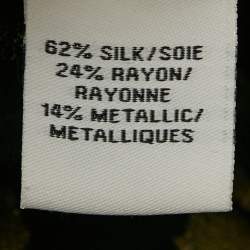 62% SILK/SOIE
24% RAYON/
RAYONNE
14% METALLIC/
METALLIQUES